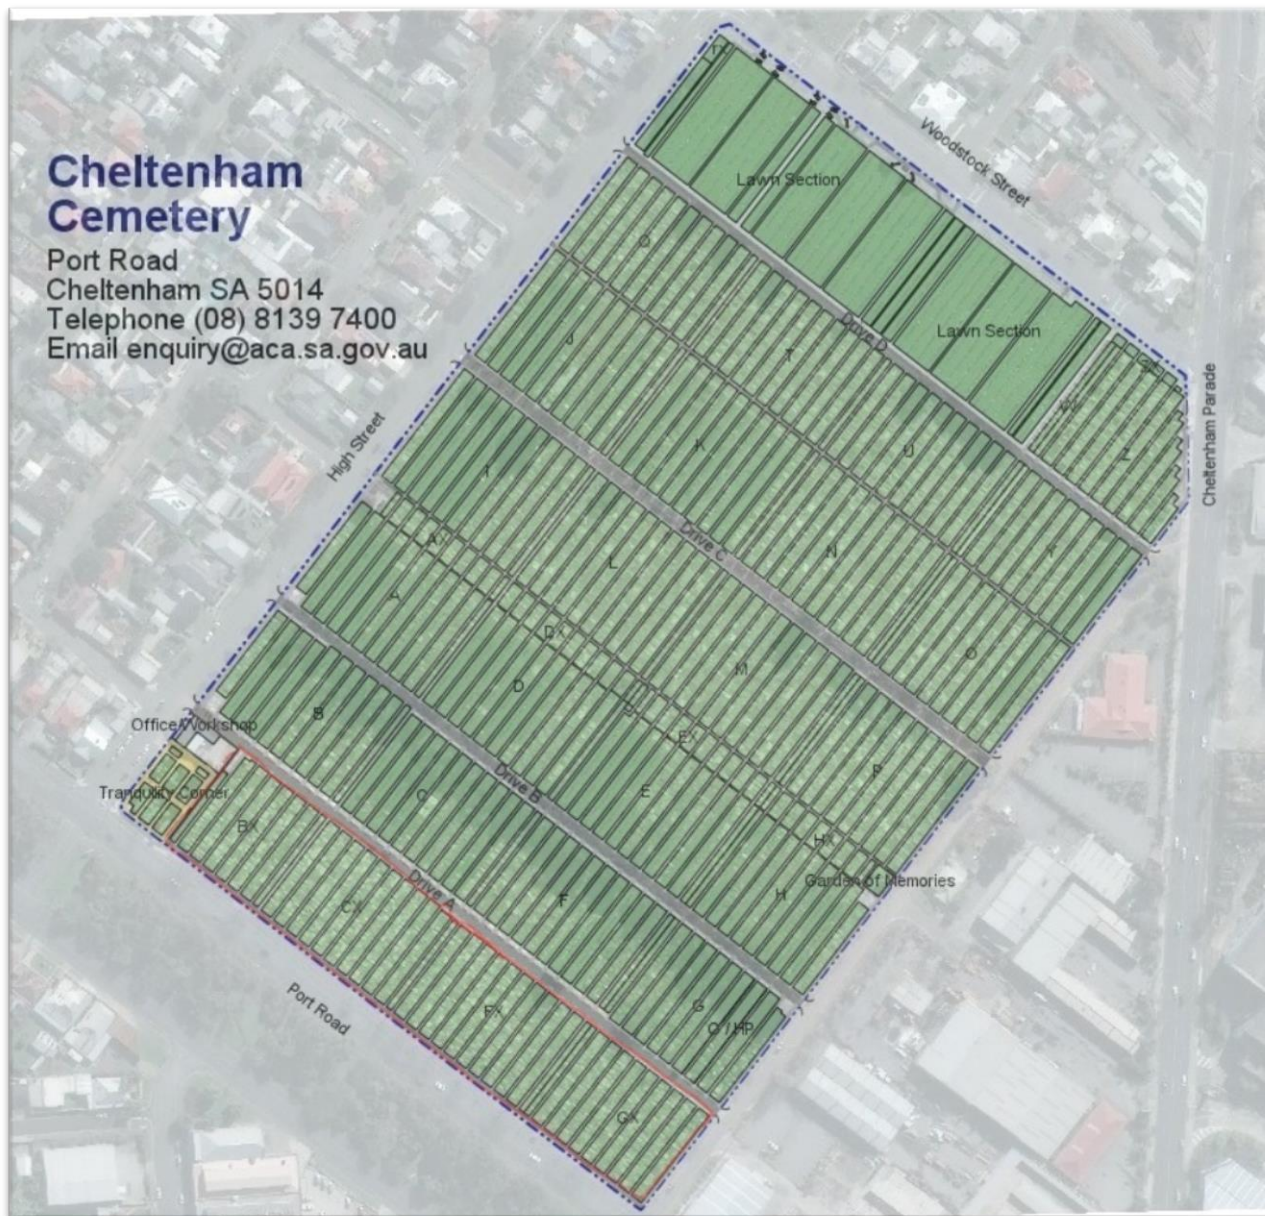 Cheltenham
Cemetery
Port Road
Cheltenham SA 5014
Telephone (08) 8139 7400
Email enquiry@aca.sa.gov.au
Woodstock Street
Lawn Section
Lawn Section
Cheltenham Parade
High Street
Drive D
Q
T
J
K
U
Z
I
Drive C
N
Y
AX
L
O
A
DX
M
D
EX
P
B
E
HX
Garden of Memories
Office/Workshop
Tranquility Corner
C
Drive B
H
BX
Drive A
F
CX
G
FX
GX
Port Road